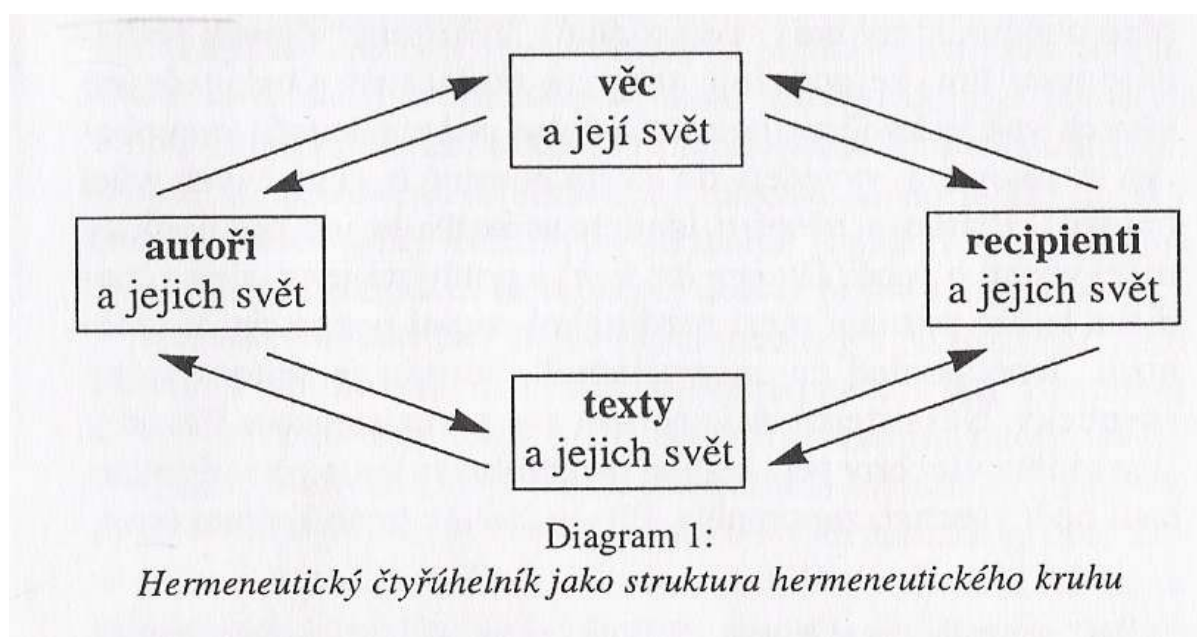 věc
a její svět
autoři
a jejich svět
recipienti
a jejich svět
texty
a jejich svět
Diagram 1:
Hermeneutický čtyřúhelník jako struktura hermeneutického kruhu